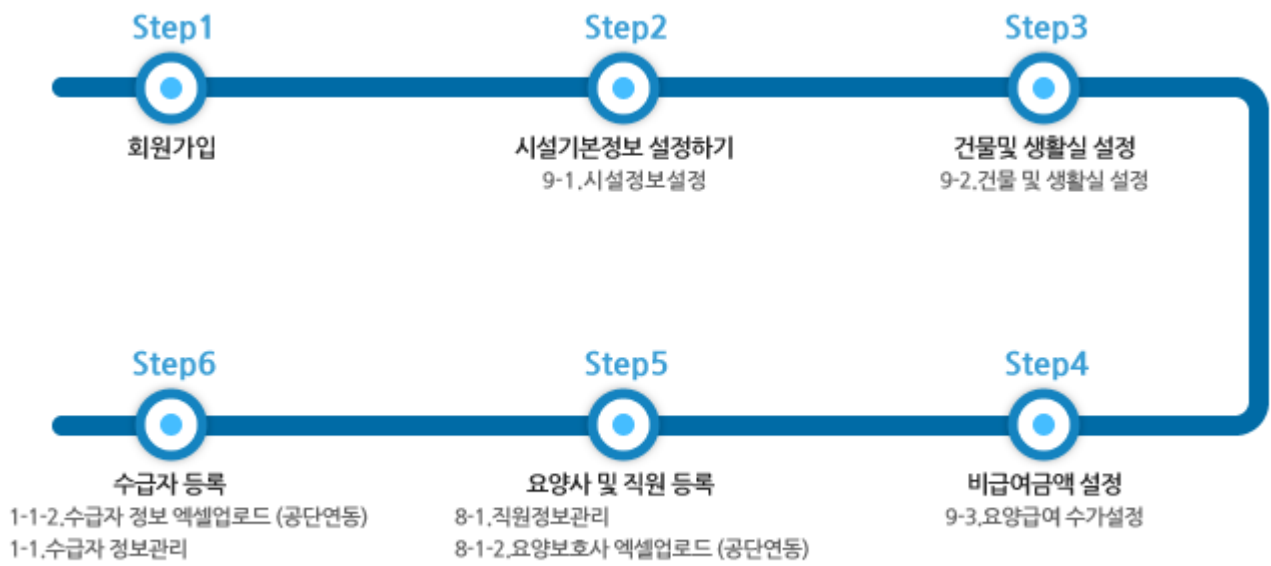 Step1
회원가입
Step2
시설기본정보 설정하기
9-1.시설정보설정
Step3
건물및 생활실 설정
9-2.건물 및 생활실 설정
Step4
비급여금액 설정
9-3.요양급여 수가설정
Step5
요양사 및 직원 등록
8-1.직원정보관리
8-1-2.요양보호사 엑셀업로드 (공단연동)
Step6
수급자 등록
1-1-2.수급자 정보 엑셀업로드 (공단연동)
1-1.수급자 정보관리